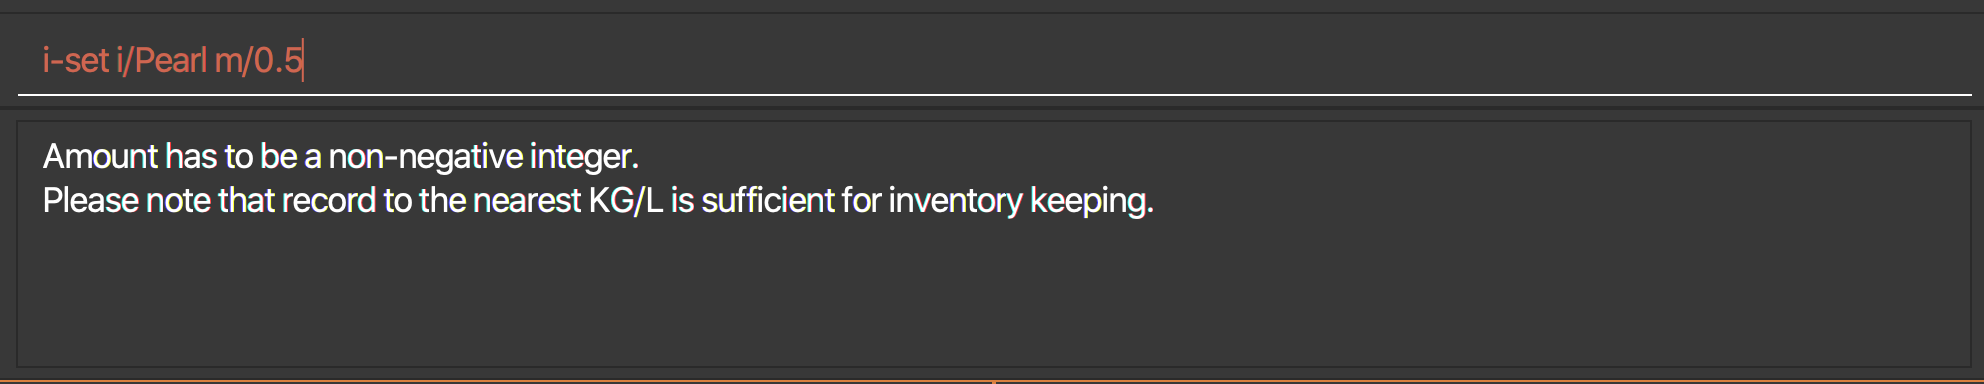 i-set i/Pearl m/0.5
Amount has to be a non-negative integer.
Please note that record to the nearest KG/L is sufficient for inventory keeping.